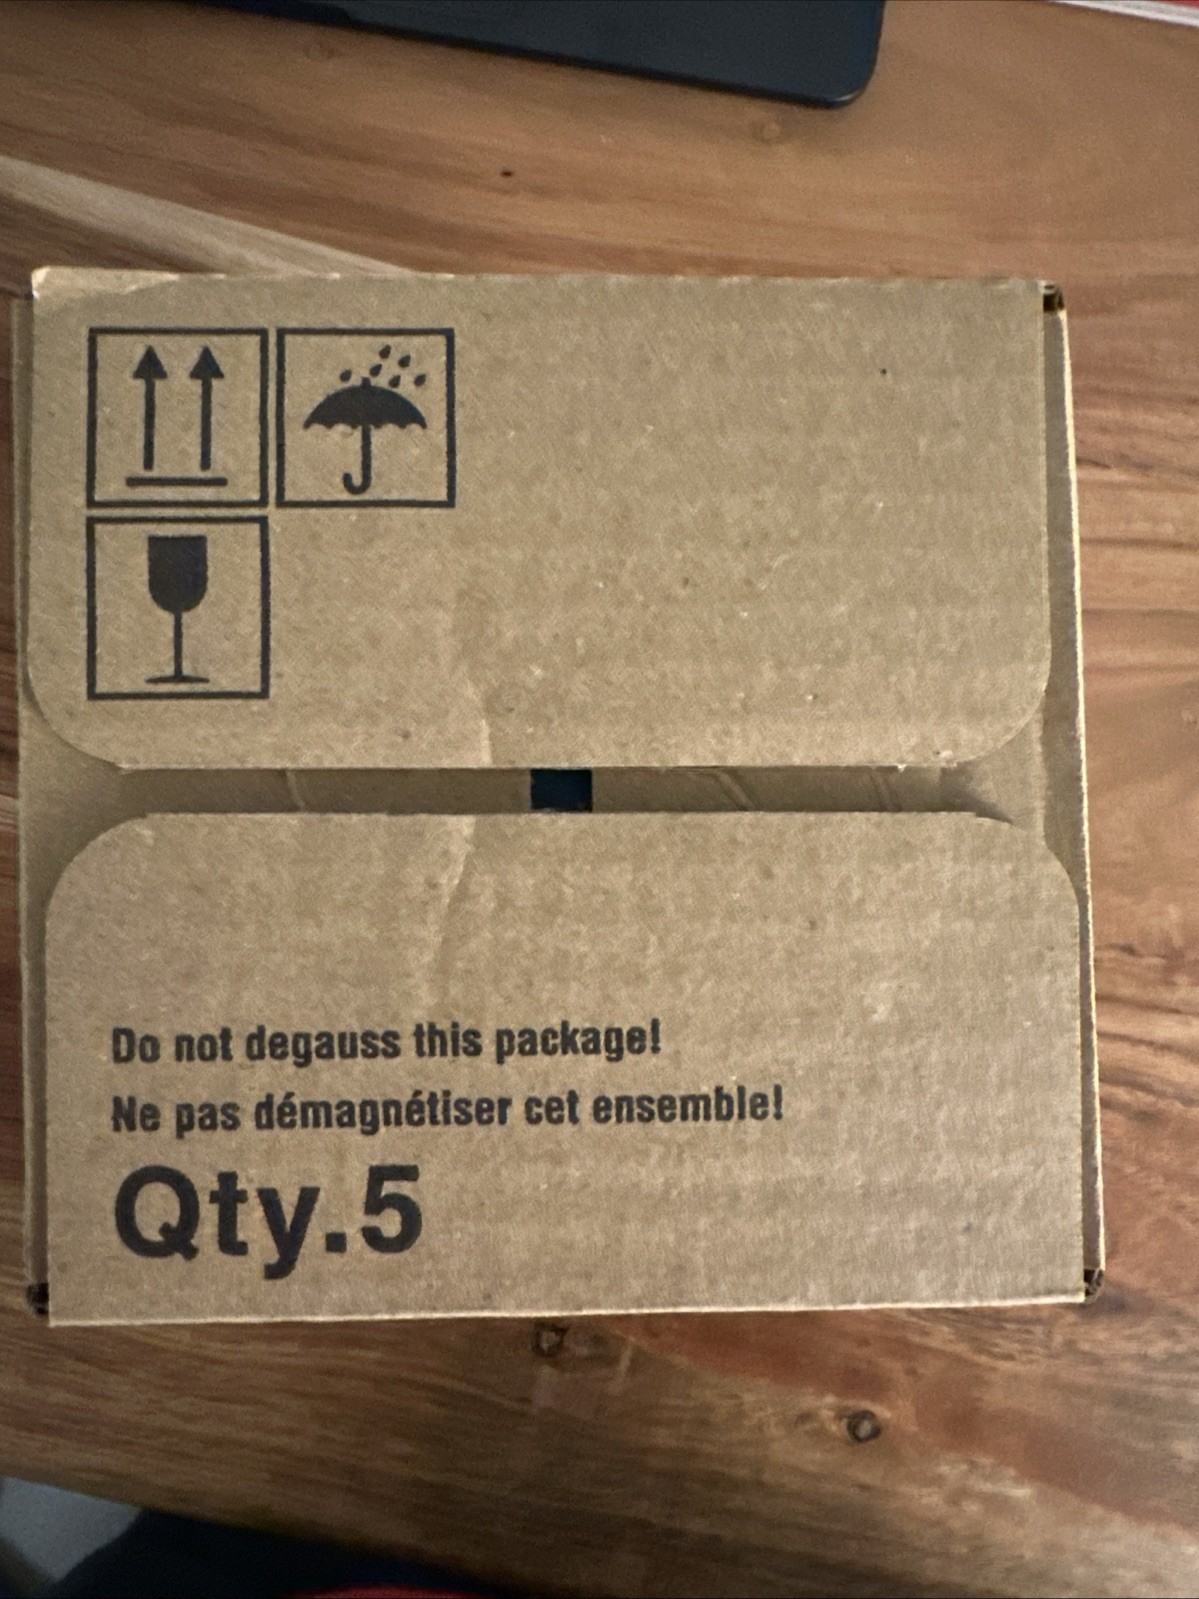 Do not degauss this package!
Ne pas démagnétiser cet ensemble!
Qty.5